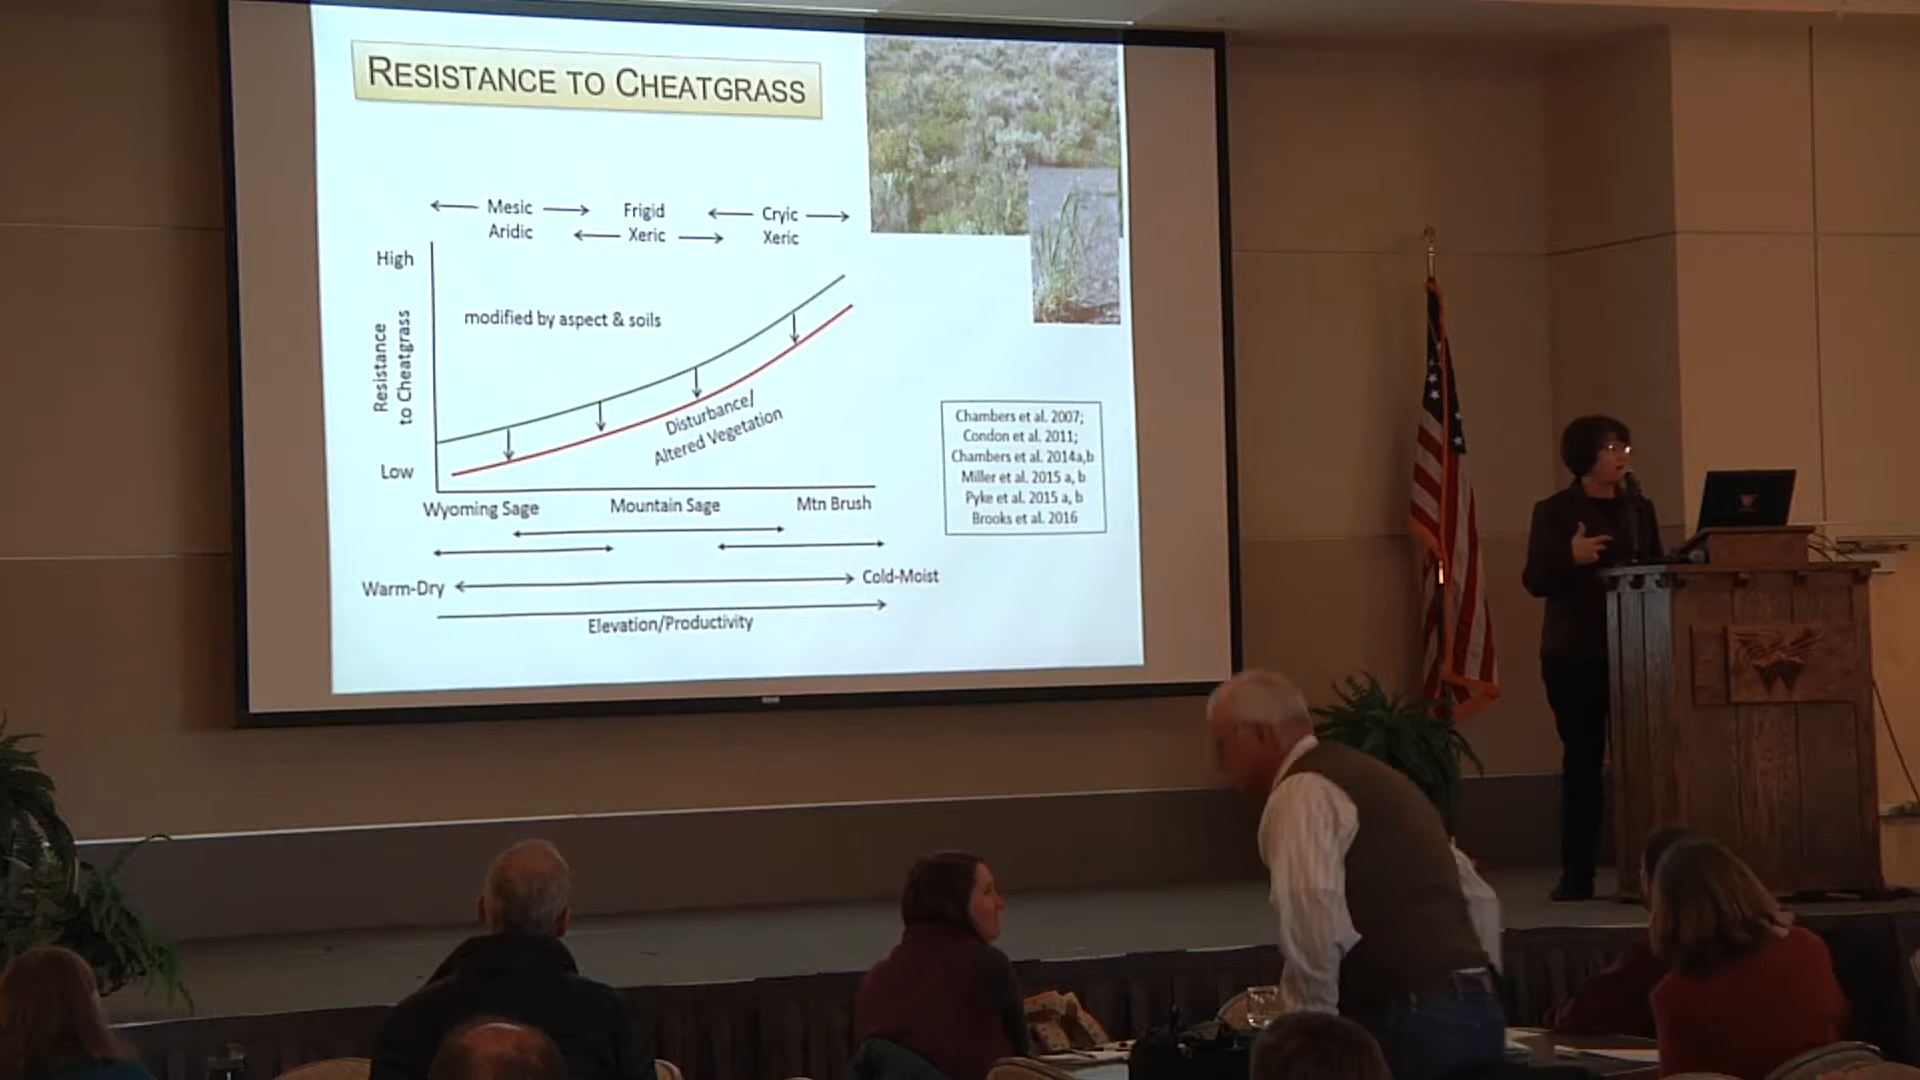 RESISTANCE TO CHEATGRASS
Mesic Frigid Cryic
Aridic Xeric Xeric
High
modified by aspect & soils
Resistance
to Cheatgrass
Disturbance/
Altered Vegetation
Low
Wyoming Sage Mountain Sage Mtn Brush
Warm-Dry Cold-Moist
Elevation/Productivity
Chambers et al. 2007;
Condon et al. 2011;
Chambers et al. 2014a,b
Miller et al. 2015 a, b
Pyke et al. 2015 a, b
Brooks et al. 2016